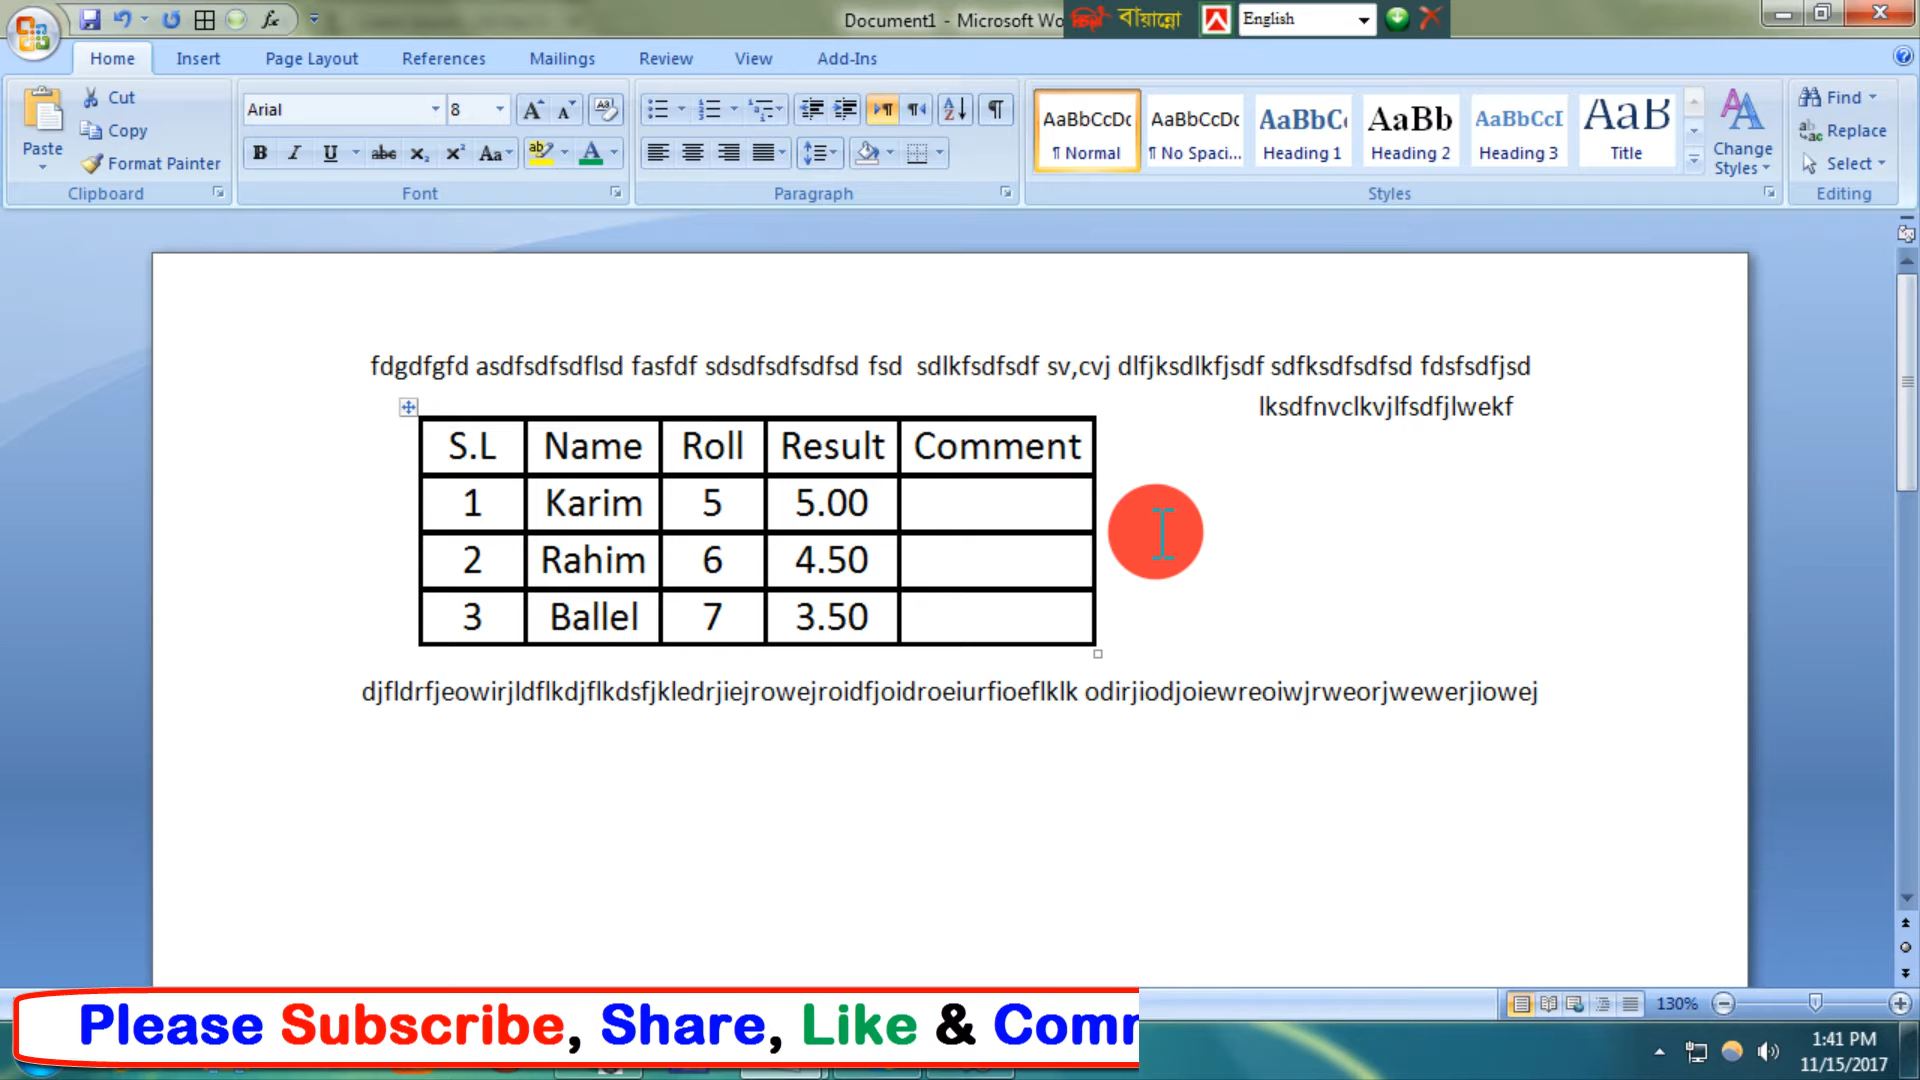 Document1 - Microsoft Wo
বায়ান্নো
English
Home Insert Page Layout References Mailings Review View Add-Ins
Paste
Cut
Copy
Format Painter
Clipboard
Arial 8
Font
Paragraph
AaBbCcDc AaBbCcDc AaBbC AaBb AaBbCcI AaB
¶ Normal ¶ No Spaci... Heading 1 Heading 2 Heading 3 Title
Change Styles
Styles
Find
Replace
Select
Editing
fdgdfgfd asdfsdfsdflsd fasfdf sdsdfsdfsdfsd fsd sdlkfsdfsdf sv,cvj dlfjksdlkfjsdf sdfksdfsdfsd fdsfsdfjsd
lksdfnvclkvjlfsdfjlwekf
S.L Name Roll Result Comment
1 Karim 5 5.00
2 Rahim 6 4.50
3 Ballel 7 3.50
djfldrfjeowirjldflkdjflkdsfjkledrjiejrowejroidfjoidroeiurfioeflklk odirjiodjoiewreoiwjrweorjwewerjiowej
130%
Please Subscribe, Share, Like & Comm
1:41 PM
11/15/2017